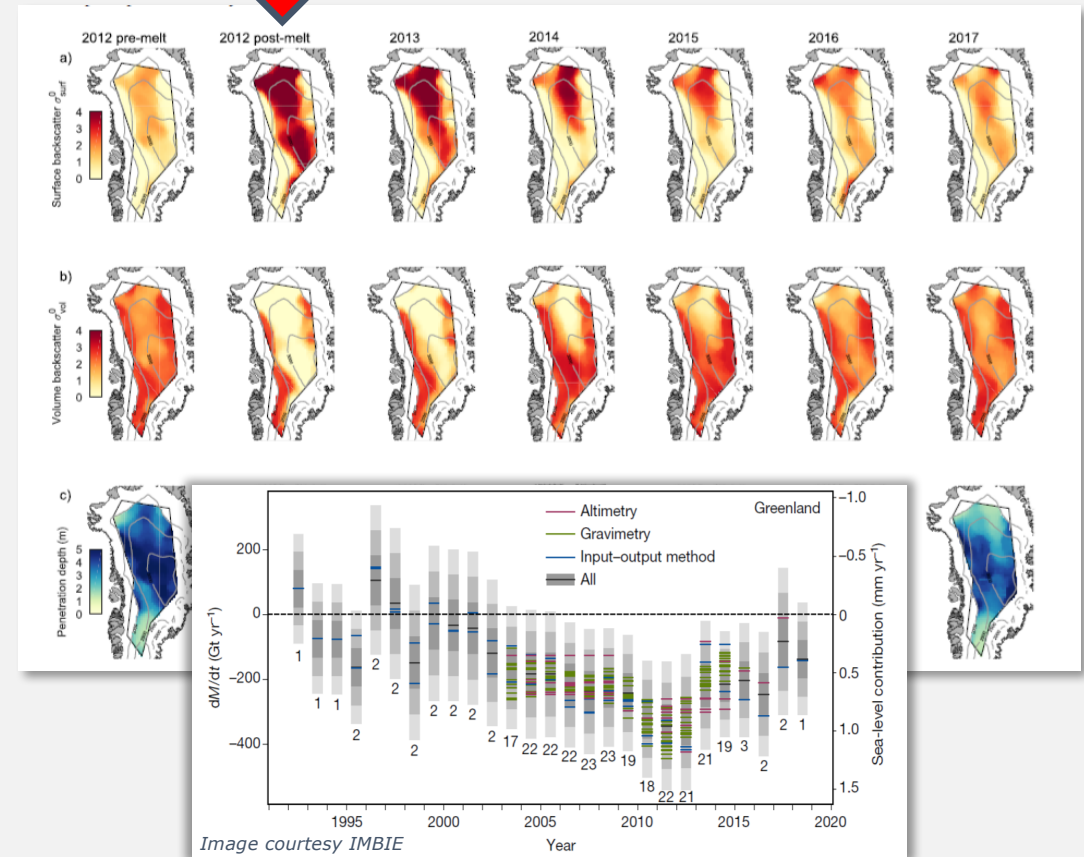 2012 pre-melt 2012 post-melt 2013 2014 2015 2016 2017
a)
Surface backscatter σ⁰surf
4
3
2
1
0
b)
Volume backscatter σ⁰vol
4
3
2
1
0
c)
Penetration depth (m)
5
4
3
2
1
0
Altimetry
Gravimetry
Input–output method
All
Greenland
dM/dt (Gt yr⁻¹)
200
0
−200
−400
Sea-level contribution (mm yr⁻¹)
−1.0
−0.5
0
0.5
1.0
1.5
1 1 1 2 2 2 2 2 2 2 2 17 22 22 22 23 23 19 18 22 21 21 19 3 2 2 1
1995 2000 2005 2010 2015 2020
Year
Image courtesy IMBIE